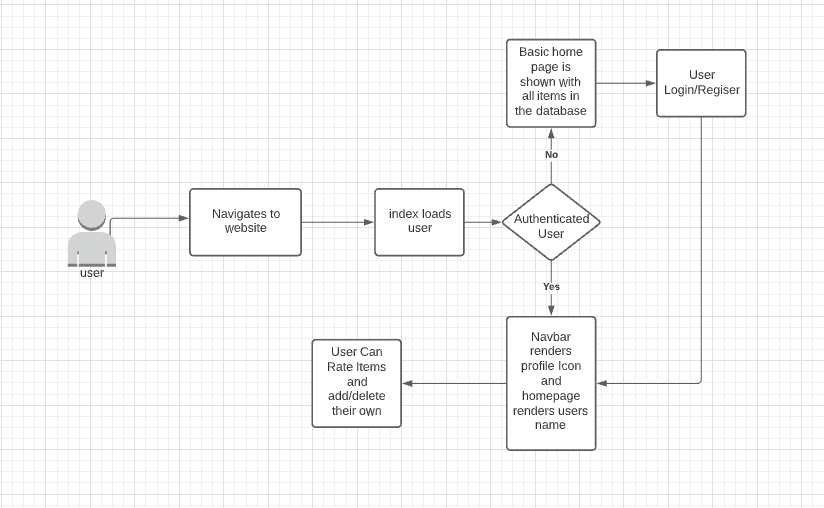 user
Navigates to
website
index loads
user
Authenticated
User
No
Basic home
page is
shown with
all items in
the database
User
Login/Regiser
Yes
Navbar
renders
profile Icon
and
homepage
renders users
name
User Can
Rate Items
and
add/delete
their own